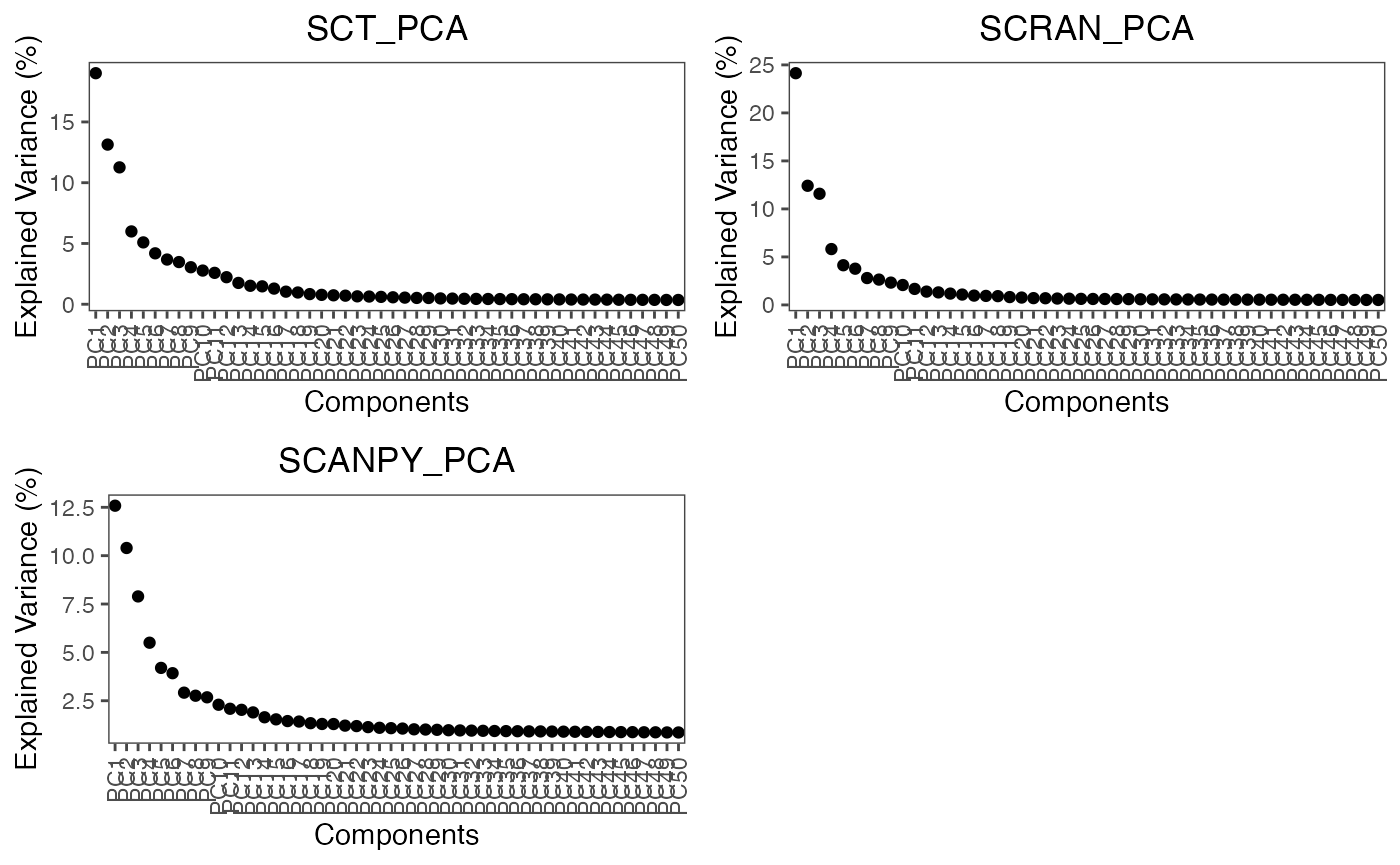 SCT_PCA
Explained Variance (%)
15
10
5
0
PC1
PC2
PC3
PC4
PC5
PC6
PC7
PC8
PC9
PC10
PC11
PC12
PC13
PC14
PC15
PC16
PC17
PC18
PC19
PC20
PC21
PC22
PC23
PC24
PC25
PC26
PC27
PC28
PC29
PC30
PC31
PC32
PC33
PC34
PC35
PC36
PC37
PC38
PC39
PC40
PC41
PC42
PC43
PC44
PC45
PC46
PC47
PC48
PC49
PC50
Components
SCRAN_PCA
Explained Variance (%)
25
20
15
10
5
0
PC1
PC2
PC3
PC4
PC5
PC6
PC7
PC8
PC9
PC10
PC11
PC12
PC13
PC14
PC15
PC16
PC17
PC18
PC19
PC20
PC21
PC22
PC23
PC24
PC25
PC26
PC27
PC28
PC29
PC30
PC31
PC32
PC33
PC34
PC35
PC36
PC37
PC38
PC39
PC40
PC41
PC42
PC43
PC44
PC45
PC46
PC47
PC48
PC49
PC50
Components
SCANPY_PCA
Explained Variance (%)
12.5
10.0
7.5
5.0
2.5
PC1
PC2
PC3
PC4
PC5
PC6
PC7
PC8
PC9
PC10
PC11
PC12
PC13
PC14
PC15
PC16
PC17
PC18
PC19
PC20
PC21
PC22
PC23
PC24
PC25
PC26
PC27
PC28
PC29
PC30
PC31
PC32
PC33
PC34
PC35
PC36
PC37
PC38
PC39
PC40
PC41
PC42
PC43
PC44
PC45
PC46
PC47
PC48
PC49
PC50
Components